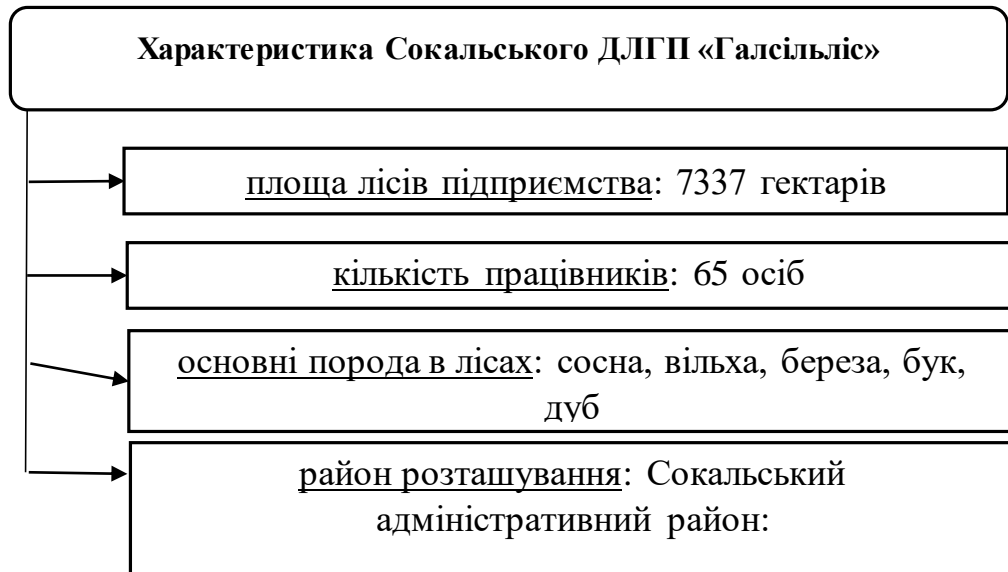 Характеристика Сокальського ДЛГП «Галсільліс»
площа лісів підприємства: 7337 гектарів
кількість працівників: 65 осіб
основні порода в лісах: сосна, вільха, береза, бук,
дуб
район розташування: Сокальський
адміністративний район: